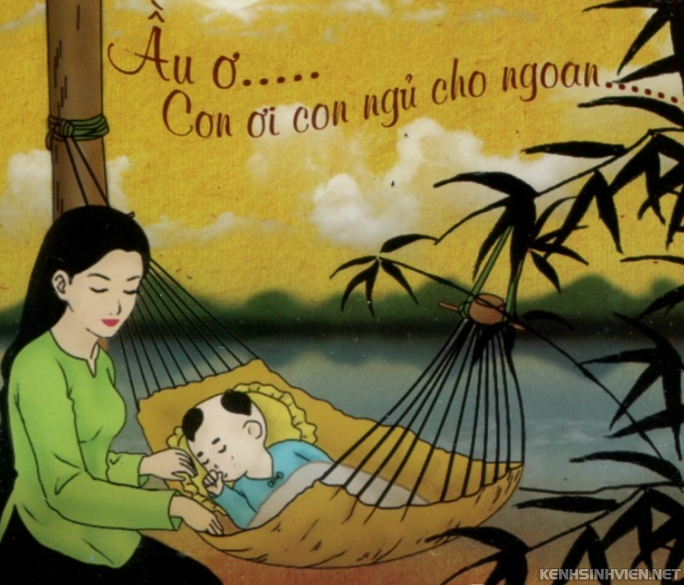 Ầu ơ.....
Con ơi con ngủ cho ngoan......
KENHSINHVIEN.NET